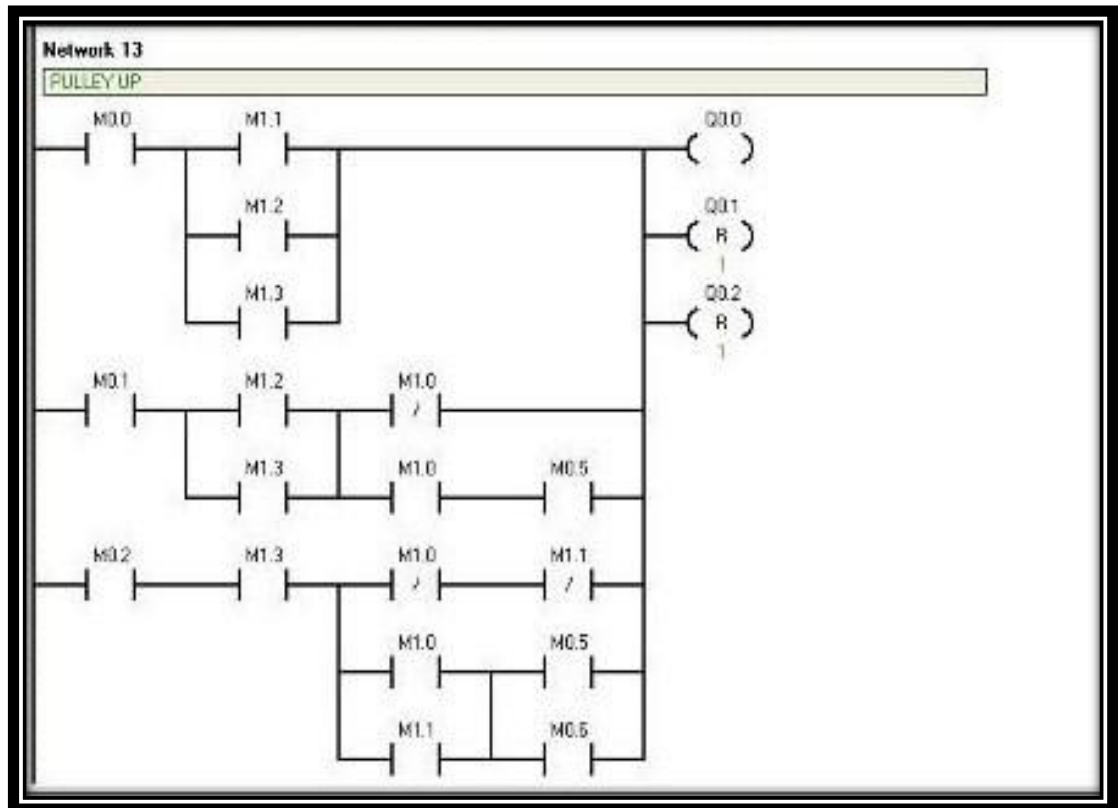 Network 13
PULLEY UP
M0.0 M1.1 Q0.0
M1.2 Q0.1
R
1
M1.3 Q0.2
R
1
M0.1 M1.2 M1.0
/
M1.3 M1.0 M0.5
M0.2 M1.3 M1.0 M1.1
/ /
M1.0 M0.5
M1.1 M0.6